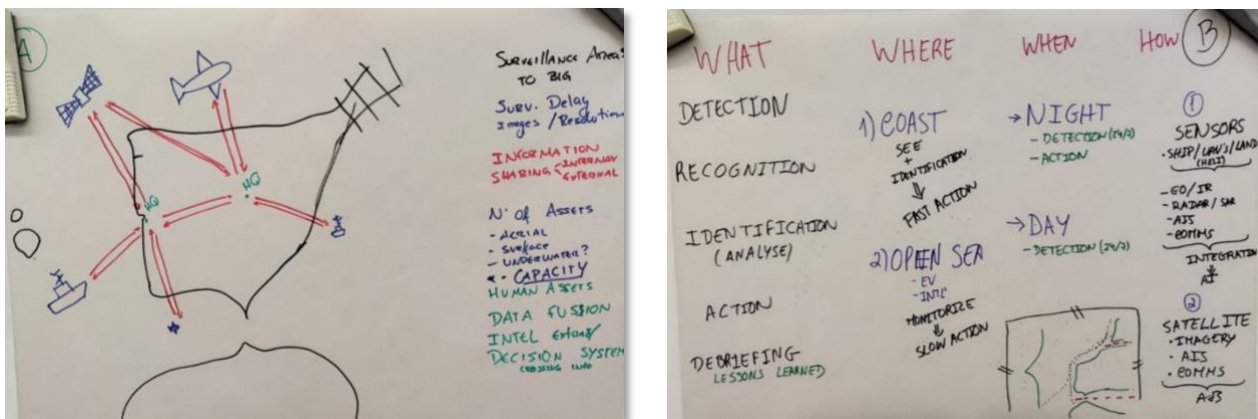 A
Surveillance Areas
TO BIG
Surv. Delay
Images / Resolution
INFORMATION
SHARING
INTERNAL
EXTERNAL
N. of Assets
- AERIAL
- SURFACE
- UNDERWATER?
CAPACITY
HUMAN ASSETS
DATA FUSION
INTEL
DECISION SYSTEM
INFO
HQ
HQ
B
WHAT
DETECTION
RECOGNITION
IDENTIFICATION
(ANALYSE)
ACTION
DEBRIEFING
LESSONS LEARNED
WHERE
1) COAST
SEE
+
IDENTIFICATION
FAST ACTION
2) OPEN SEA
- EV
MONITORIZE
SLOW ACTION
WHEN
→ NIGHT
- DETECTION (24/7)
- ACTION
→ DAY
- DETECTION (24/7)
HOW
1
SENSORS
• SHIP/UAV's/LAND
(HELI)
- EO/IR
- RADAR/SAR
- AIS
- COMMS
INTEGRATION
AI
2
SATELLITE
• IMAGERY
• AIS
• COMMS